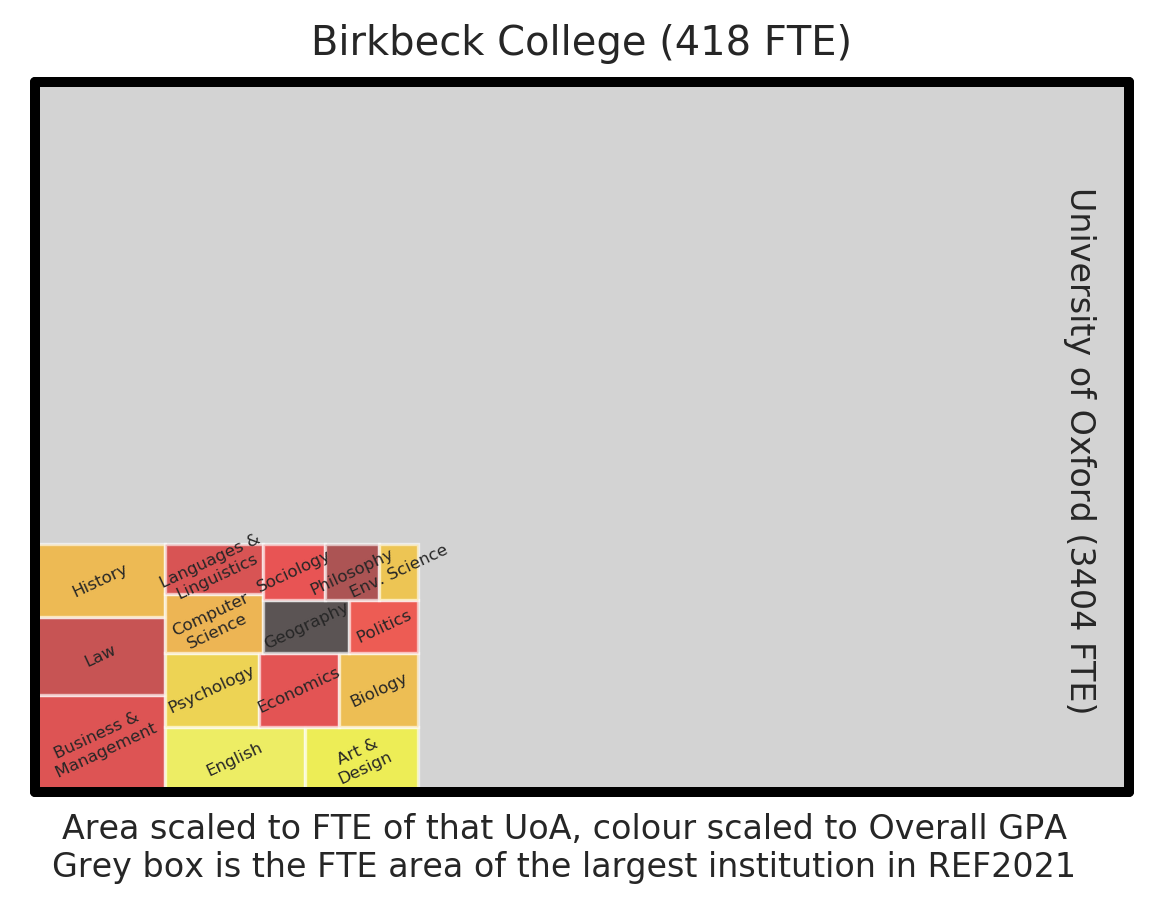 Birkbeck College (418 FTE)
University of Oxford (3404 FTE)
History
Languages &
Linguistics
Sociology
Philosophy
Env. Science
Computer
Science
Geography
Politics
Law
Psychology
Economics
Biology
Business &
Management
English
Art &
Design
Area scaled to FTE of that UoA, colour scaled to Overall GPA
Grey box is the FTE area of the largest institution in REF2021